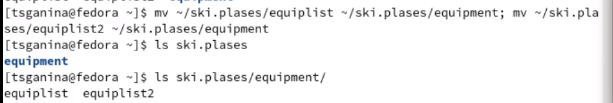 [tsganina@fedora ~]$ mv ~/ski.plases/equiplist ~/ski.plases/equipment; mv ~/ski.pla
ses/equiplist2 ~/ski.plases/equipment
[tsganina@fedora ~]$ ls ski.plases
equipment
[tsganina@fedora ~]$ ls ski.plases/equipment/
equiplist  equiplist2